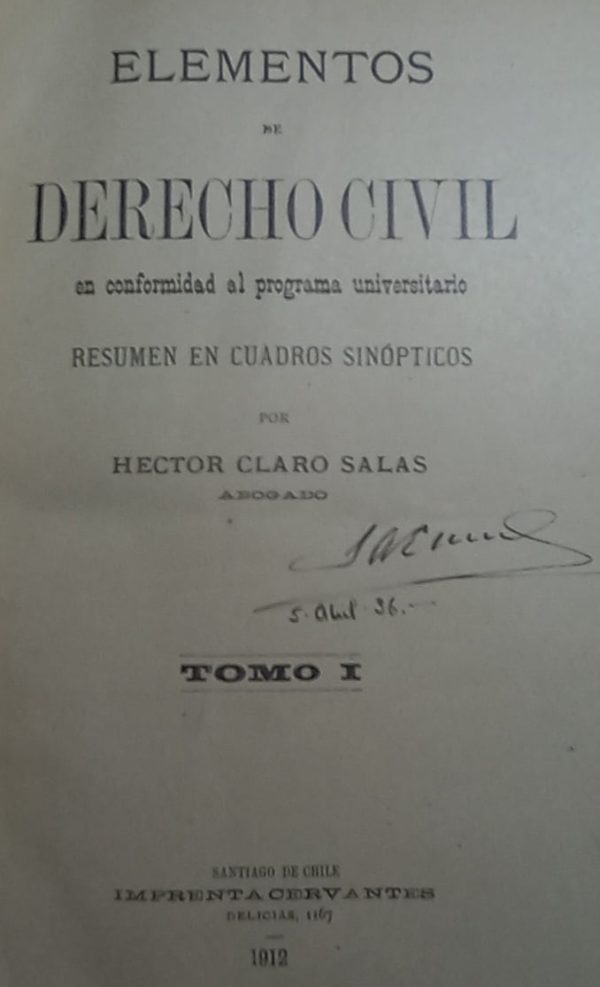 ELEMENTOS
DE
DERECHO CIVIL
en conformidad al programa universitario
RESUMEN EN CUADROS SINÓPTICOS
POR
HECTOR CLARO SALAS
ABOGADO
5. Abril 36.-
TOMO I
SANTIAGO DE CHILE
IMPRENTA CERVANTES
DELICIAS, 1167
1912